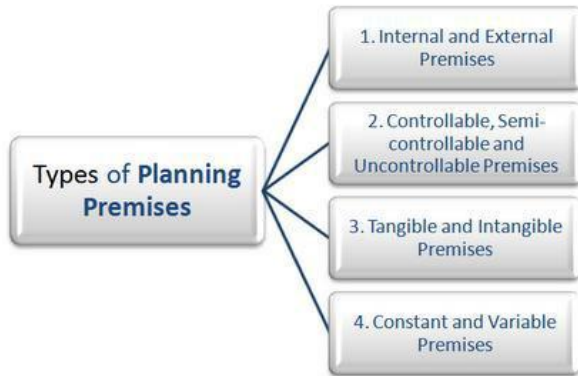 Types of Planning
Premises
1. Internal and External
Premises
2. Controllable, Semi-
controllable and
Uncontrollable Premises
3. Tangible and Intangible
Premises
4. Constant and Variable
Premises